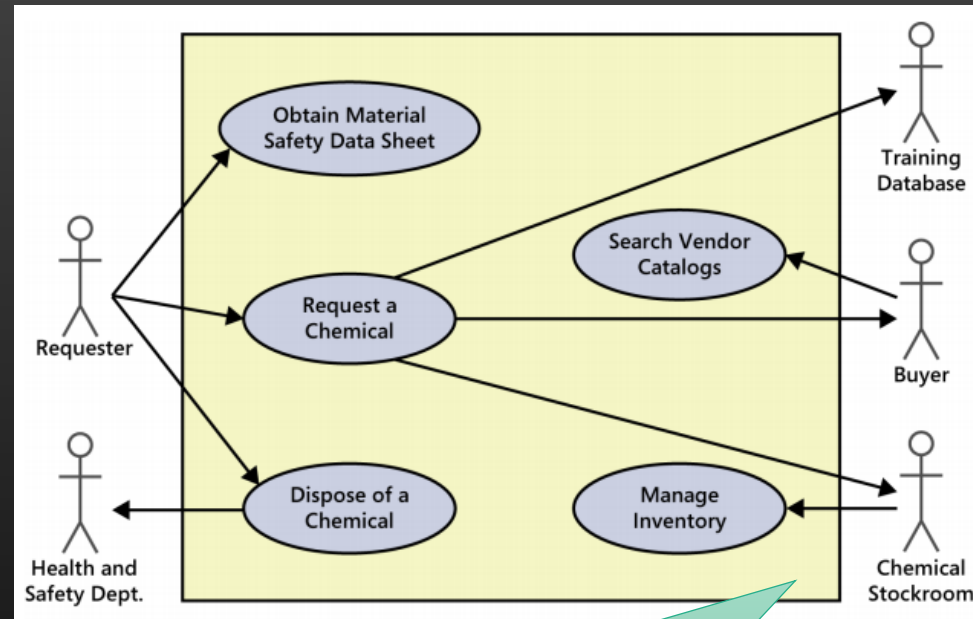 Obtain Material
Safety Data Sheet
Training
Database
Search Vendor
Catalogs
Request a
Chemical
Requester
Buyer
Dispose of a
Chemical
Manage
Inventory
Health and
Safety Dept.
Chemical
Stockroom